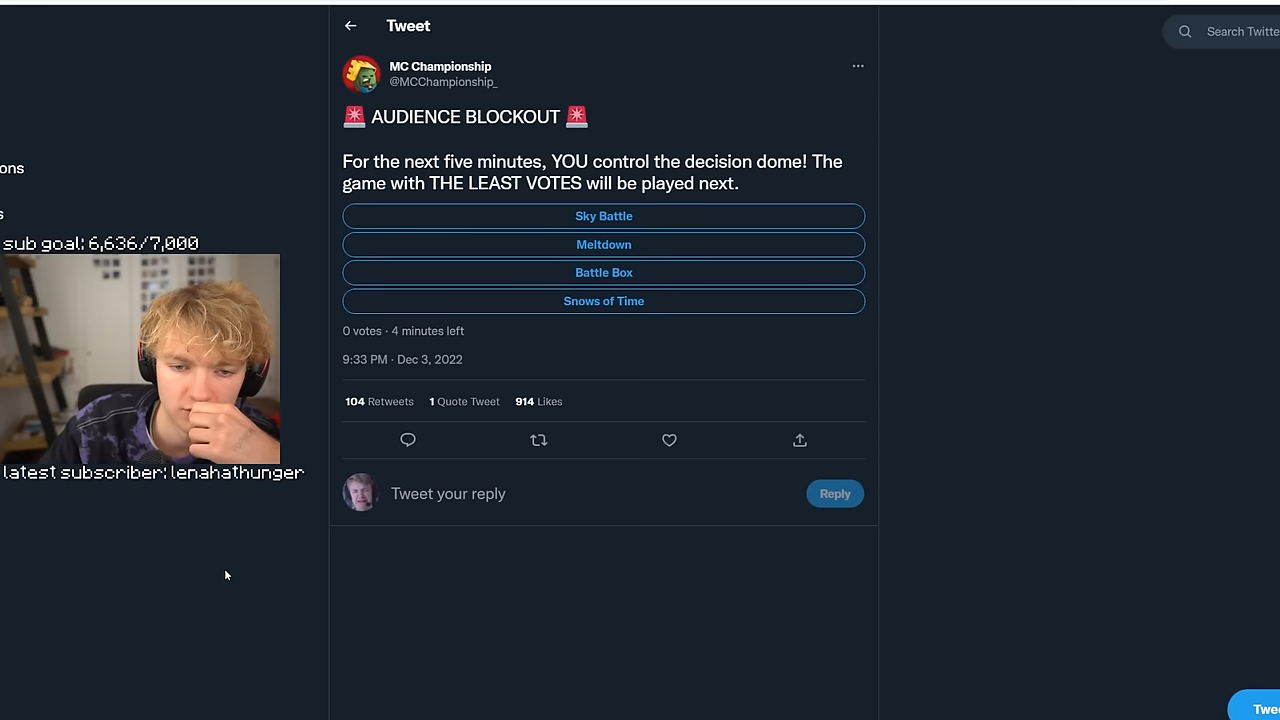 Tweet
Search Twitte
MC Championship
@MCChampionship_
🚨 AUDIENCE BLOCKOUT 🚨
For the next five minutes, YOU control the decision dome! The
game with THE LEAST VOTES will be played next.
Sky Battle
Meltdown
Battle Box
Snows of Time
0 votes · 4 minutes left
9:33 PM · Dec 3, 2022
104 Retweets 1 Quote Tweet 914 Likes
Tweet your reply
Reply
ons
s
sub goal: 6,636/7,000
latest subscriber: lenahathunger
Twee